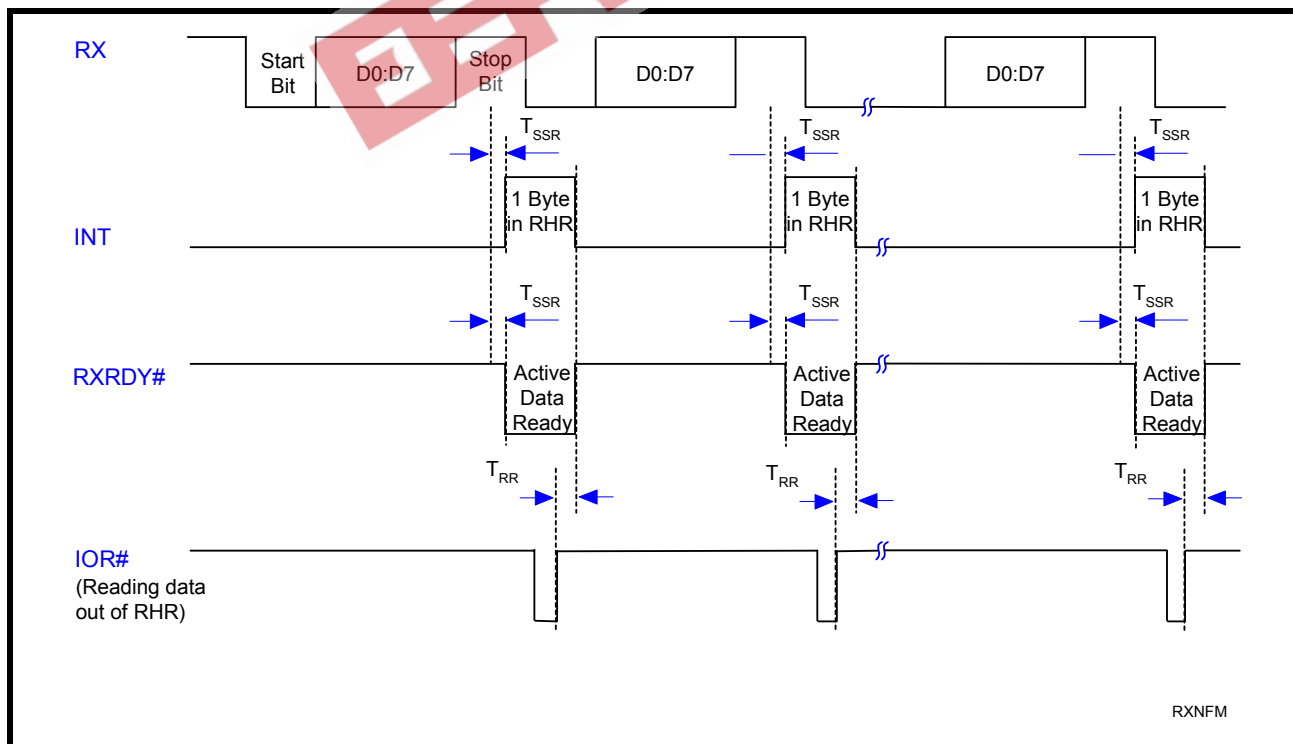 RX
Start
Bit
D0:D7
Stop
Bit
D0:D7
D0:D7
TSSR
TSSR
TSSR
INT
1 Byte
in RHR
1 Byte
in RHR
1 Byte
in RHR
TSSR
TSSR
TSSR
RXRDY#
Active
Data
Ready
Active
Data
Ready
Active
Data
Ready
TRR
TRR
TRR
IOR#
(Reading data
out of RHR)
RXNFM